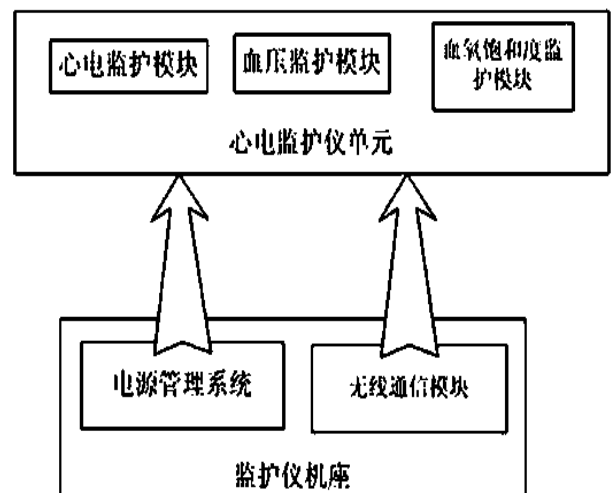 心电监护模块
血压监护模块
血氧饱和度监
护模块
心电监护仪单元
电源管理系统
无线通信模块
监护仪机座